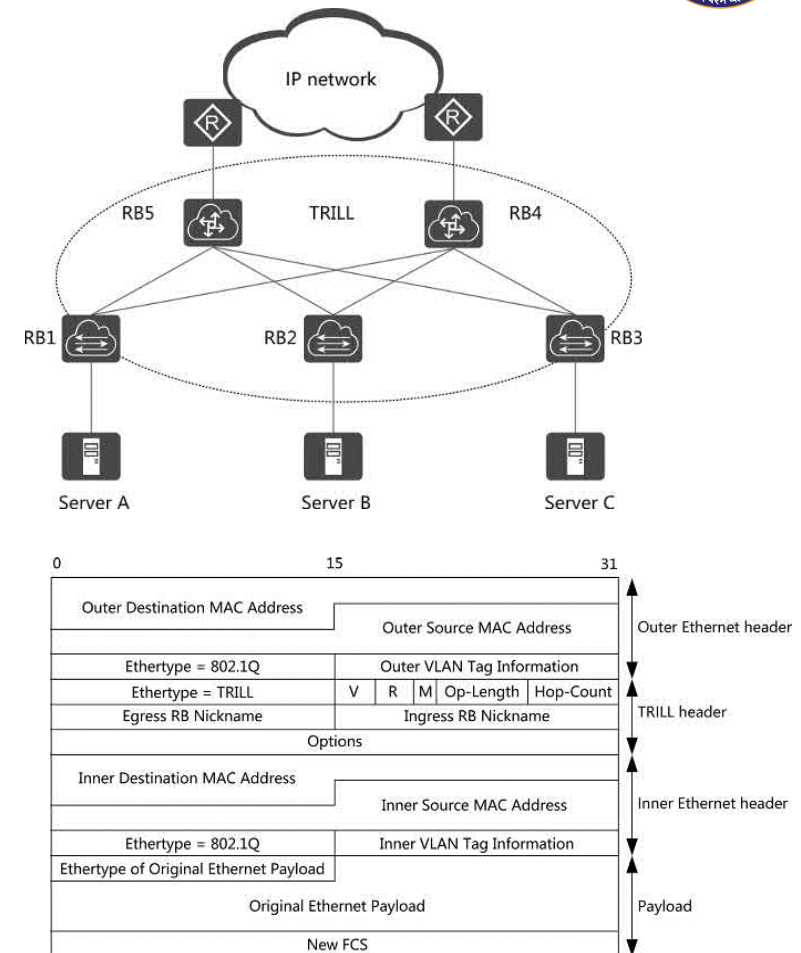 IP network
R
R
RB5
TRILL
RB4
RB1
RB2
RB3
Server A
Server B
Server C
0
15
31
Outer Destination MAC Address
Outer Source MAC Address
Outer Ethernet header
Ethertype = 802.1Q
Outer VLAN Tag Information
Ethertype = TRILL
V
R
M
Op-Length
Hop-Count
TRILL header
Egress RB Nickname
Ingress RB Nickname
Options
Inner Destination MAC Address
Inner Source MAC Address
Inner Ethernet header
Ethertype = 802.1Q
Inner VLAN Tag Information
Ethertype of Original Ethernet Payload
Original Ethernet Payload
Payload
New FCS